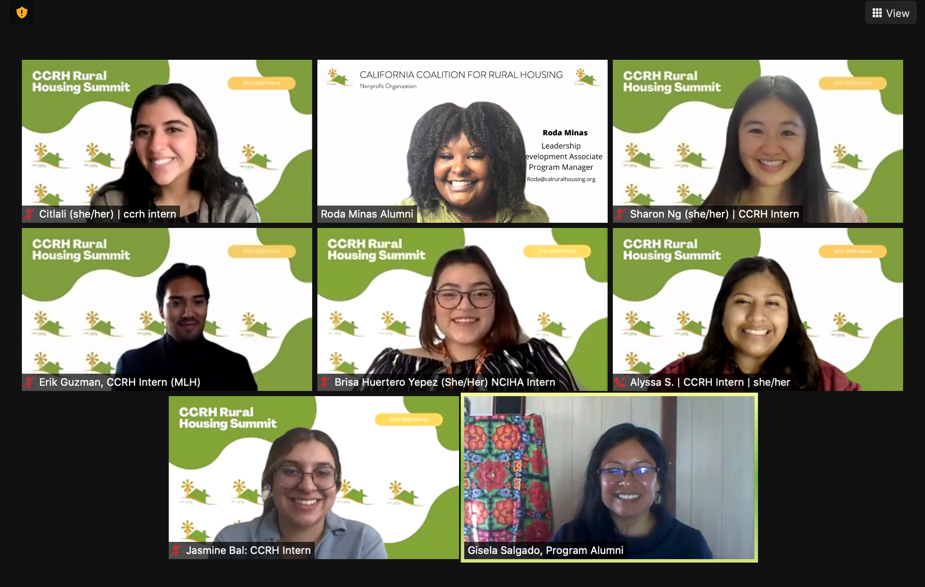 View
CCRH Rural
Housing Summit
Citlali (she/her) | ccrh intern
CALIFORNIA COALITION FOR RURAL HOUSING
Nonprofit Organization
Roda Minas
Leadership
evelopment Associate
Program Manager
Roda@calruralhousing.org
Roda Minas Alumni
CCRH Rural
Housing Summit
Sharon Ng (she/her) | CCRH Intern
CCRH Rural
Housing Summit
Erik Guzman, CCRH Intern (MLH)
CCRH Rural
Housing Summit
Brisa Huertero Yepez (She/Her) NCIHA Intern
CCRH Rural
Housing Summit
Alyssa S. | CCRH Intern | she/her
CCRH Rural
Housing Summit
Jasmine Bal: CCRH Intern
Gisela Salgado, Program Alumni